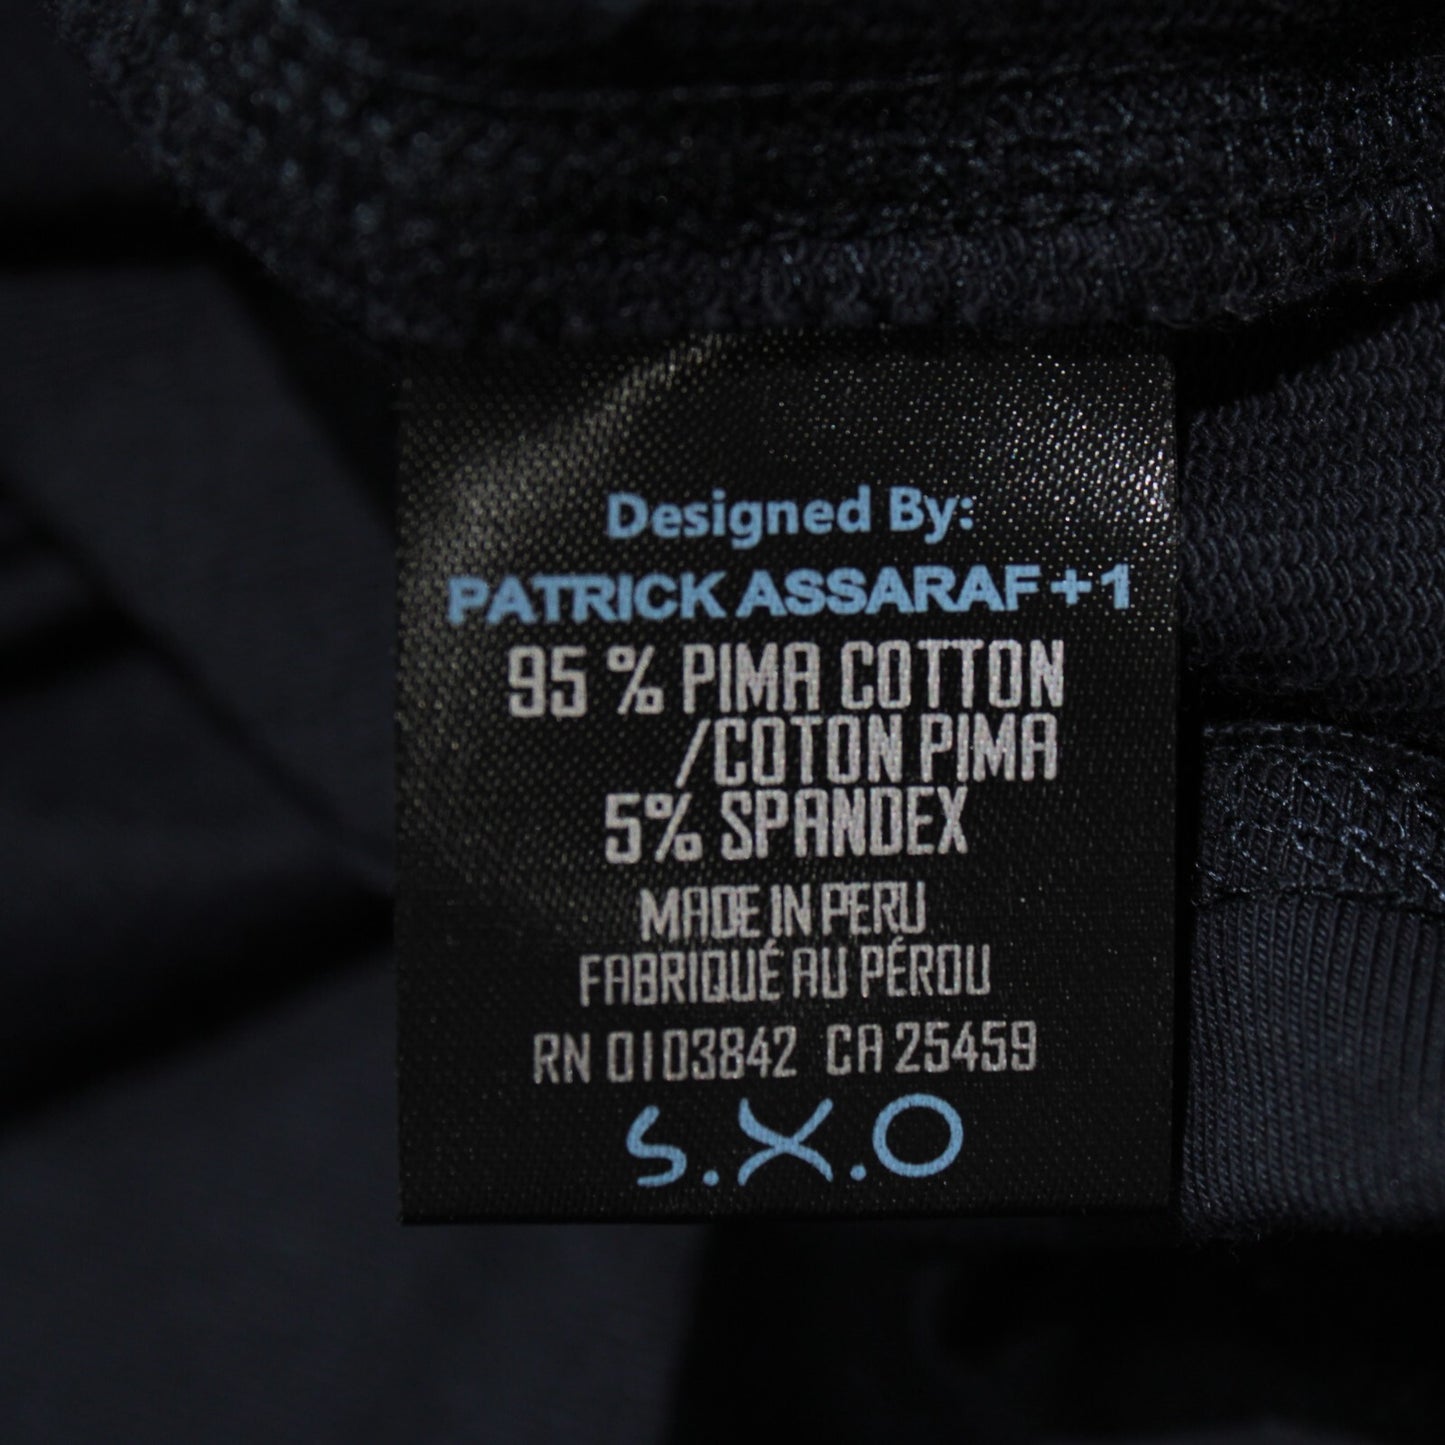 Designed By:
PATRICK ASSARAF + 1
95 % PIMA COTTON
/COTON PIMA
5% SPANDEX
MADE IN PERU
FABRIQUÉ AU PÉROU
RN 0103842 CA 25459
S.X.O